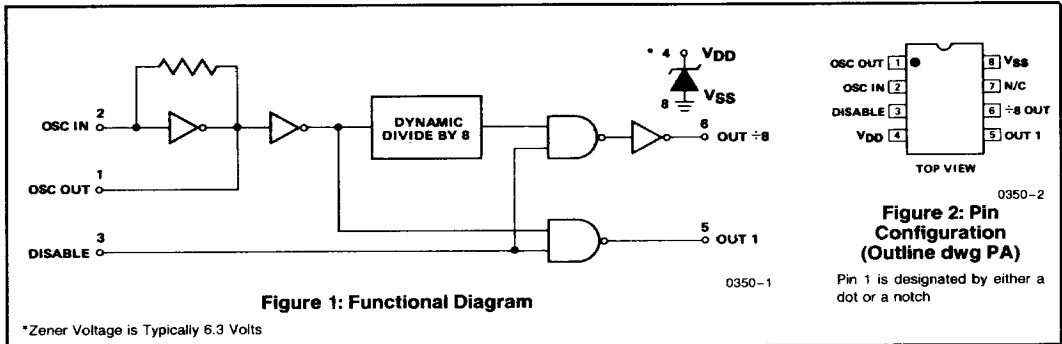 2
OSC IN
1
OSC OUT
3
DISABLE
DYNAMIC
DIVIDE BY 8
* 4
VDD
8
VSS
6
OUT ÷8
5
OUT 1
0350-1
Figure 1: Functional Diagram
*Zener Voltage is Typically 6.3 Volts
OSC OUT 1
8 VSS
OSC IN 2
7 N/C
DISABLE 3
6 ÷8 OUT
VDD 4
5 OUT 1
TOP VIEW
0350-2
Figure 2: Pin
Configuration
(Outline dwg PA)
Pin 1 is designated by either a
dot or a notch